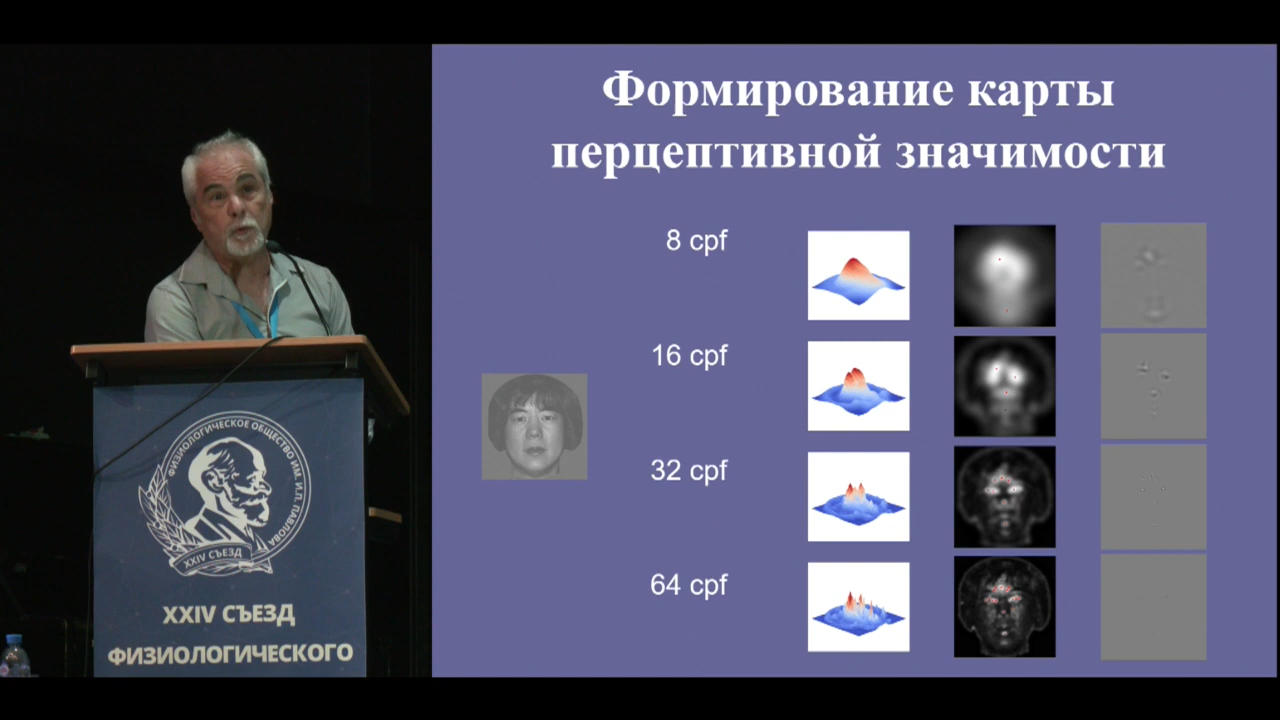 Формирование карты
перцептивной значимости
8 cpf
16 cpf
32 cpf
64 cpf
ФИЗИОЛОГИЧЕСКОЕ ОБЩЕСТВО ИМ. И.П. ПАВЛОВА
XXIV СЪЕЗД
XXIV СЪЕЗД
ФИЗИОЛОГИЧЕСКОГО